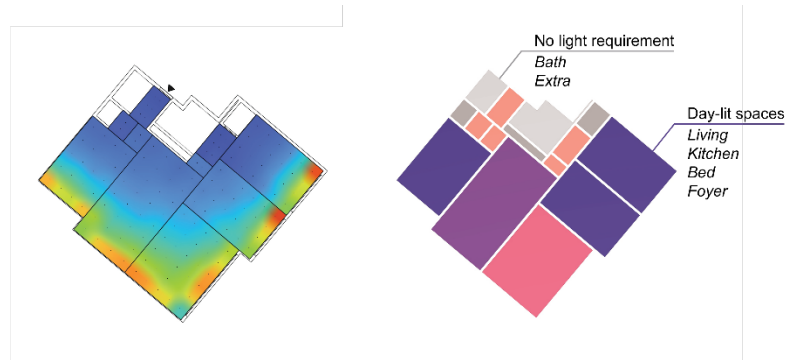 No light requirement
Bath
Extra
Day-lit spaces
Living
Kitchen
Bed
Foyer